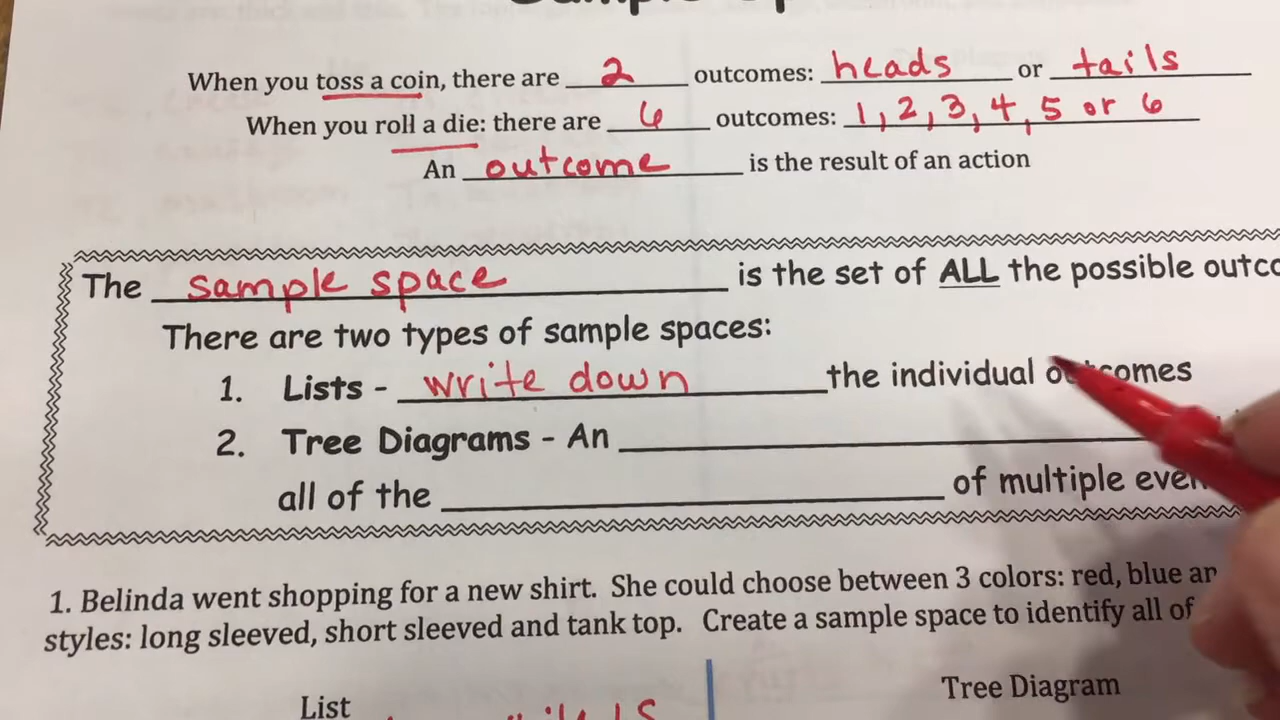 When you toss a coin, there are 2 outcomes: heads or tails
When you roll a die: there are 6 outcomes: 1, 2, 3, 4, 5 or 6
An outcome is the result of an action
The sample space is the set of ALL the possible
There are two types of sample spaces:
1. Lists - write down the individual outcomes
2. Tree Diagrams - An
all of the of multiple
1. Belinda went shopping for a new shirt. She could choose between 3 colors: red, blue
styles: long sleeved, short sleeved and tank top. Create a sample space to identify all of
List
Tree Diagram